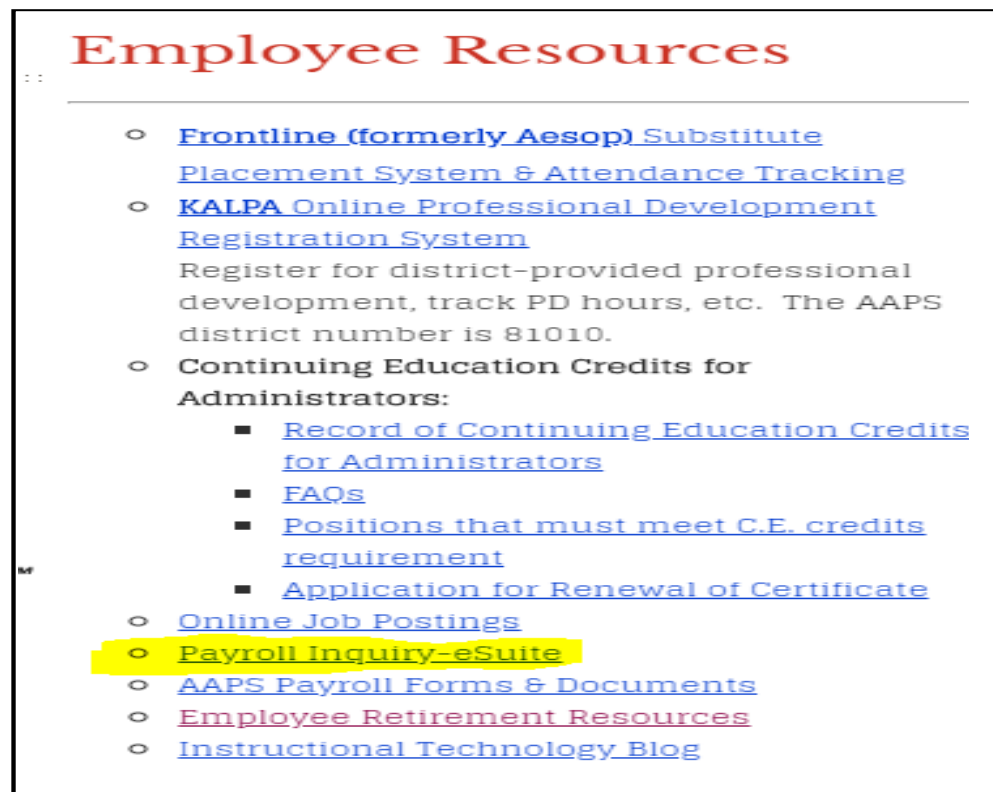 Employee Resources
Frontline (formerly Aesop) Substitute
Placement System & Attendance Tracking
KALPA Online Professional Development
Registration System
Register for district-provided professional
development, track PD hours, etc. The AAPS
district number is 81010.
Continuing Education Credits for
Administrators:
Record of Continuing Education Credits
for Administrators
FAQs
Positions that must meet C.E. credits
requirement
Application for Renewal of Certificate
Online Job Postings
Payroll Inquiry-eSuite
AAPS Payroll Forms & Documents
Employee Retirement Resources
Instructional Technology Blog